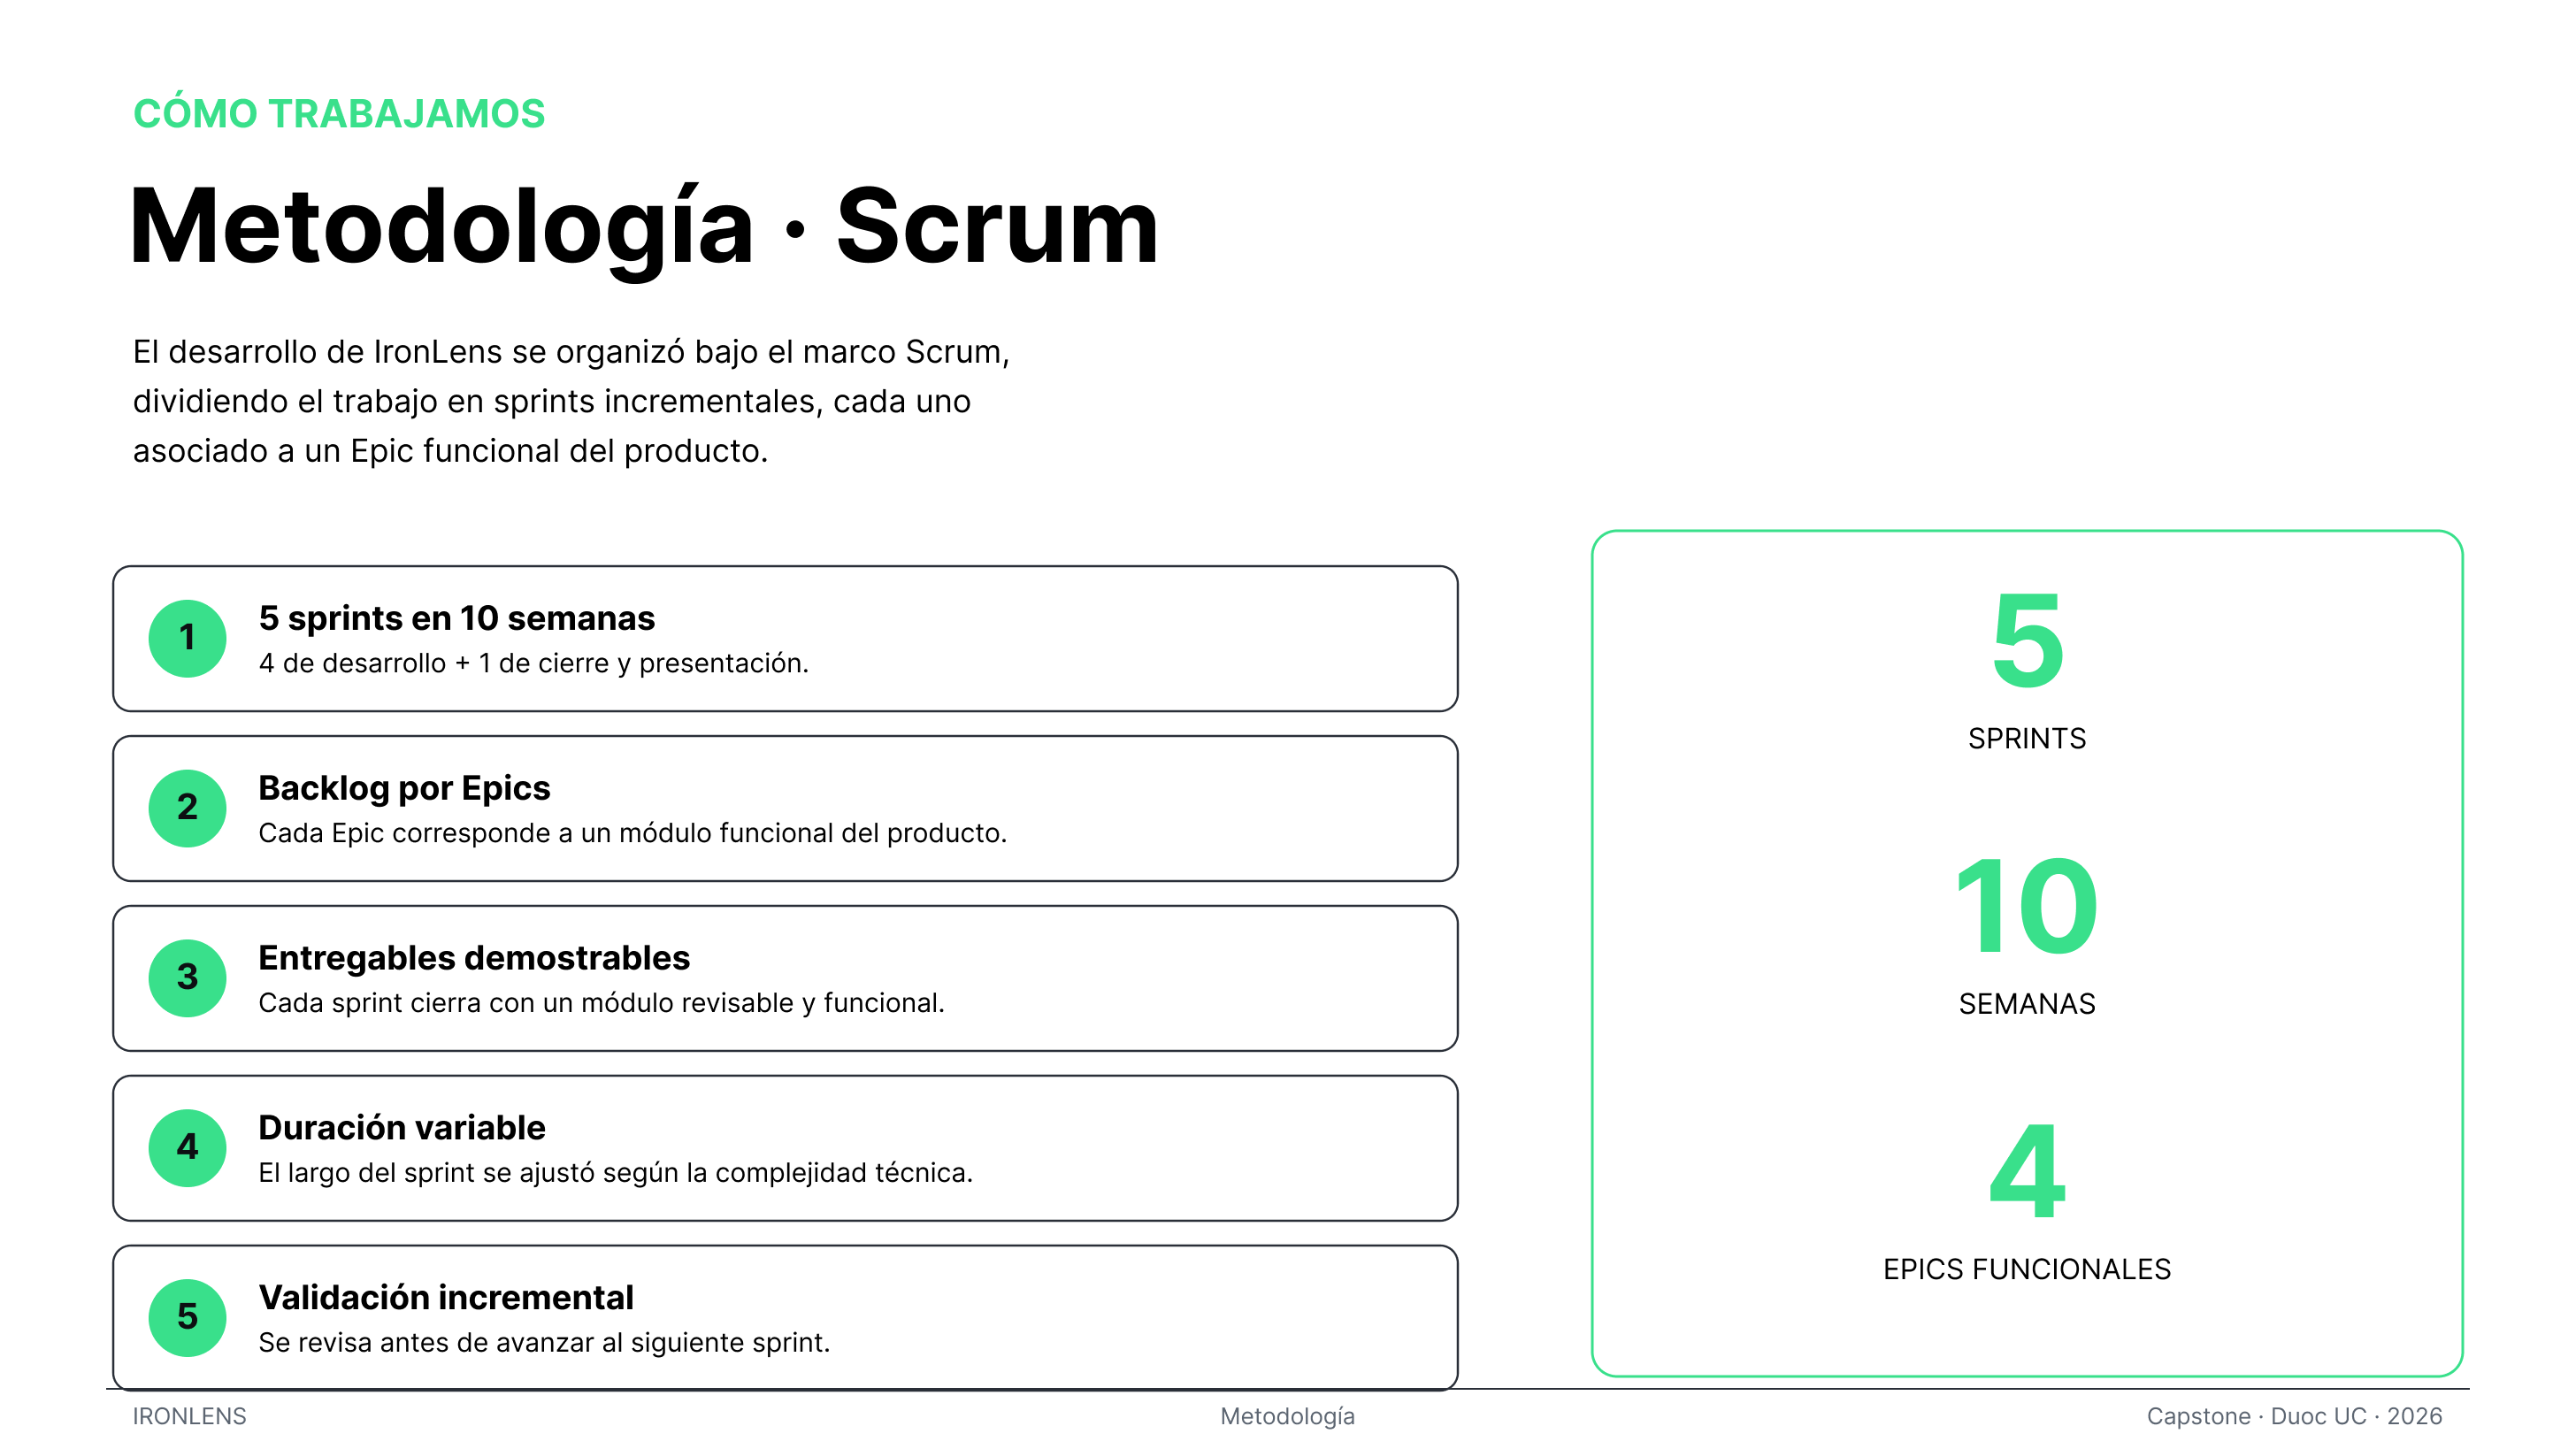 CÓMO TRABAJAMOS
Metodología · Scrum
El desarrollo de IronLens se organizó bajo el marco Scrum,
dividiendo el trabajo en sprints incrementales, cada uno
asociado a un Epic funcional del producto.
1
5 sprints en 10 semanas
4 de desarrollo + 1 de cierre y presentación.
2
Backlog por Epics
Cada Epic corresponde a un módulo funcional del producto.
3
Entregables demostrables
Cada sprint cierra con un módulo revisable y funcional.
4
Duración variable
El largo del sprint se ajustó según la complejidad técnica.
5
Validación incremental
Se revisa antes de avanzar al siguiente sprint.
5
SPRINTS
10
SEMANAS
4
EPICS FUNCIONALES
IRONLENS
Metodología
Capstone · Duoc UC · 2026